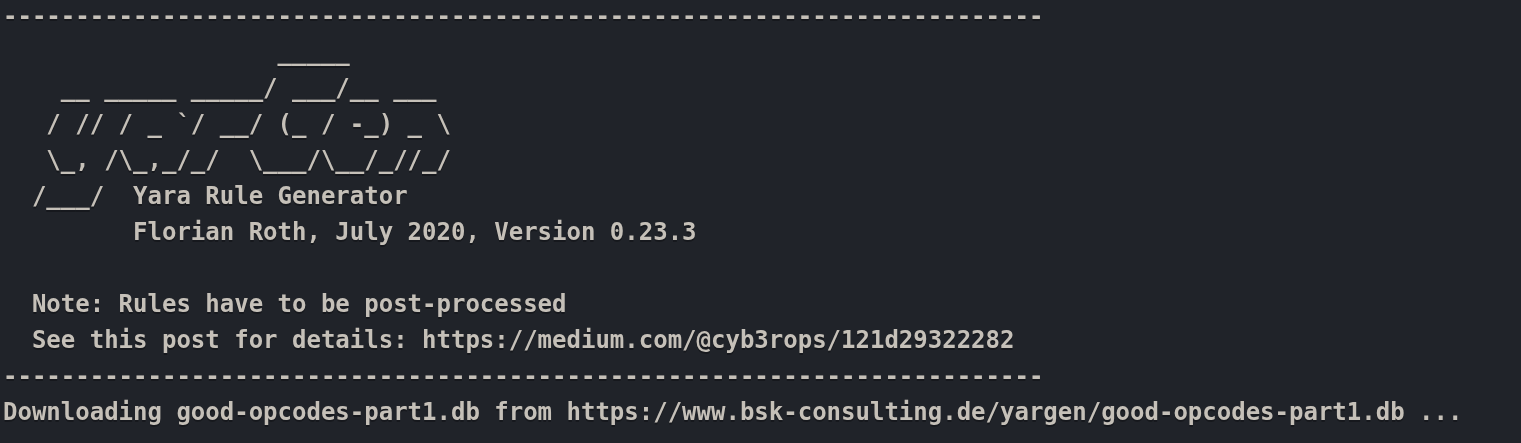 ------------------------------------------------------------------------
                   _____
    __ _____ _____/ ___/__ ___
   / // / _ `/ __/ (_ / -_) _ \
   \_, /\_,_/_/  \___/\__/_//_/
  /___/  Yara Rule Generator
         Florian Roth, July 2020, Version 0.23.3

  Note: Rules have to be post-processed
  See this post for details: https://medium.com/@cyb3rops/121d29322282
------------------------------------------------------------------------
Downloading good-opcodes-part1.db from https://www.bsk-consulting.de/yargen/good-opcodes-part1.db ...